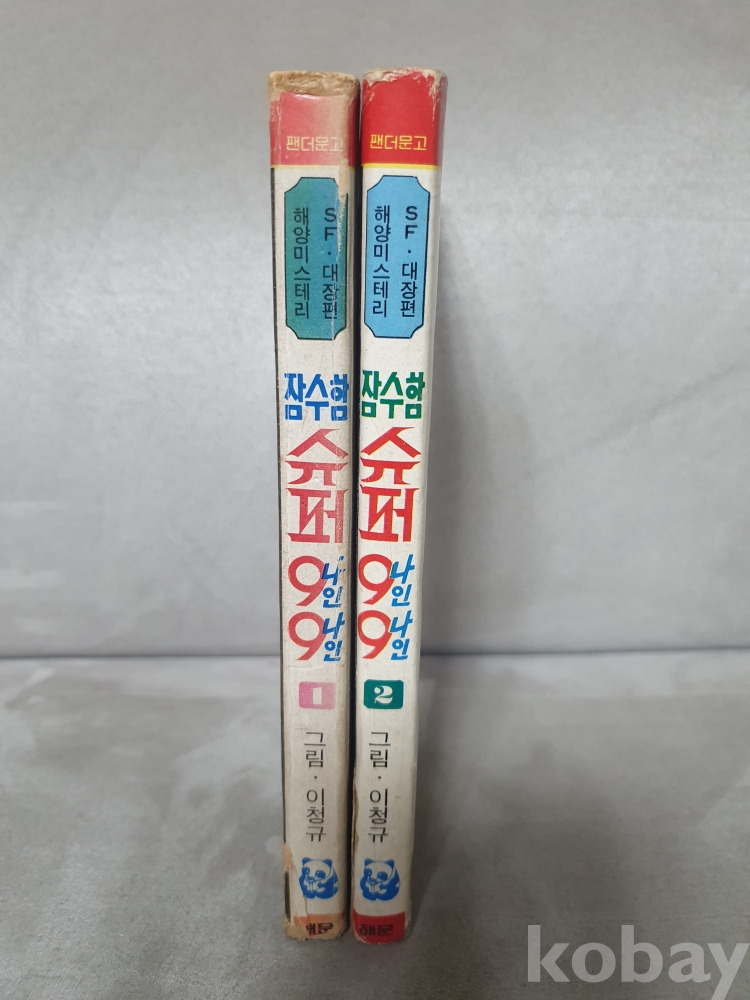 팬더문고
SF·대장편
해양미스테리
잠수함
슈퍼
9나인
9나인
1
그림·이청규
해문
팬더문고
SF·대장편
해양미스테리
잠수함
슈퍼
9나인
9나인
2
그림·이청규
해문
kobay